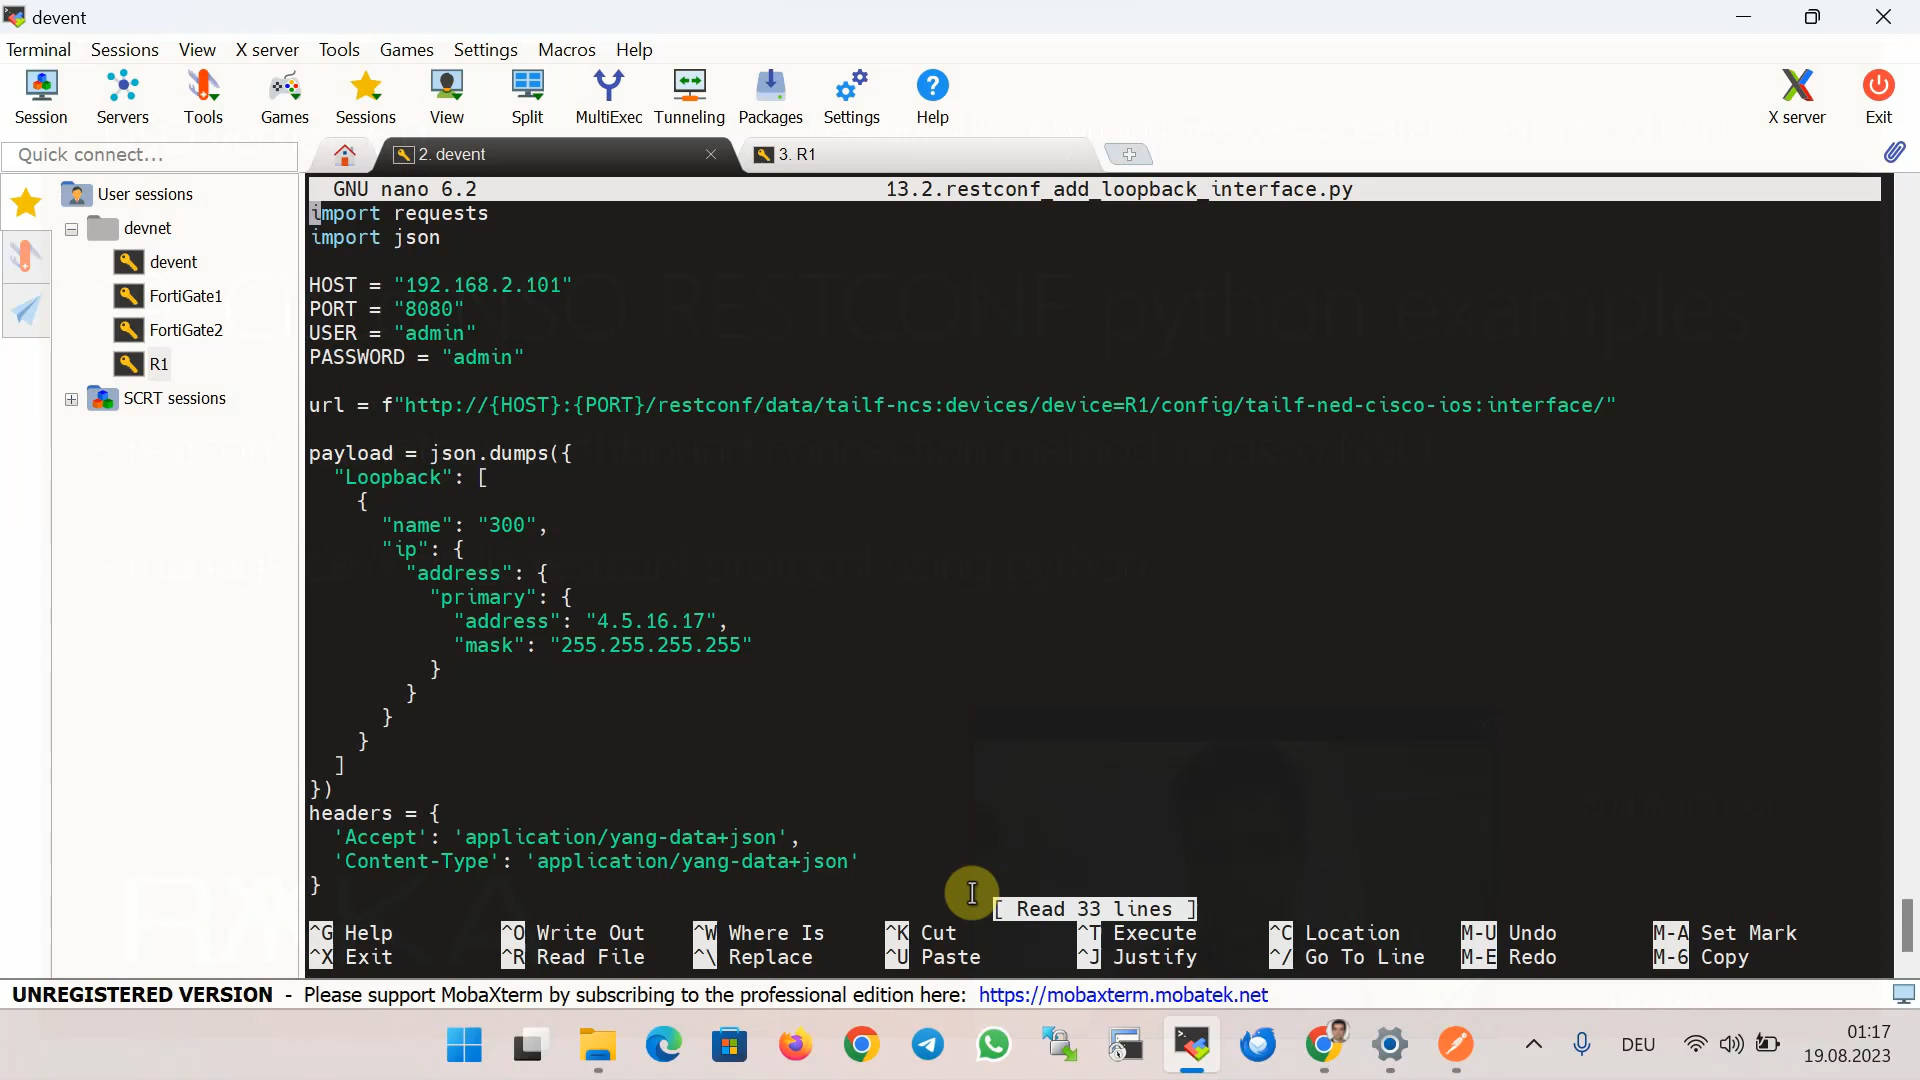 devent
Terminal Sessions View X server Tools Games Settings Macros Help
Session Servers Tools Games Sessions View Split MultiExec Tunneling Packages Settings Help X server Exit
Quick connect...
2. devent
3. R1
User sessions
devnet
devent
FortiGate1
FortiGate2
R1
SCRT sessions
GNU nano 6.2 13.2.restconf_add_loopback_interface.py
import requests
import json
HOST = "192.168.2.101"
PORT = "8080"
USER = "admin"
PASSWORD = "admin"
url = f"http://{HOST}:{PORT}/restconf/data/tailf-ncs:devices/device=R1/config/tailf-ned-cisco-ios:interface/"
payload = json.dumps({
"Loopback": [
{
"name": "300",
"ip": {
"address": {
"primary": {
"address": "4.5.16.17",
"mask": "255.255.255.255"
}
}
}
}
]
})
headers = {
'Accept': 'application/yang-data+json',
'Content-Type': 'application/yang-data+json'
}
[ Read 33 lines ]
^G Help ^O Write Out ^W Where Is ^K Cut ^T Execute ^C Location M-U Undo M-A Set Mark
^X Exit ^R Read File ^\ Replace ^U Paste ^J Justify ^/ Go To Line M-E Redo M-6 Copy
UNREGISTERED VERSION - Please support MobaXterm by subscribing to the professional edition here: https://mobaxterm.mobatek.net
DEU
01:17
19.08.2023